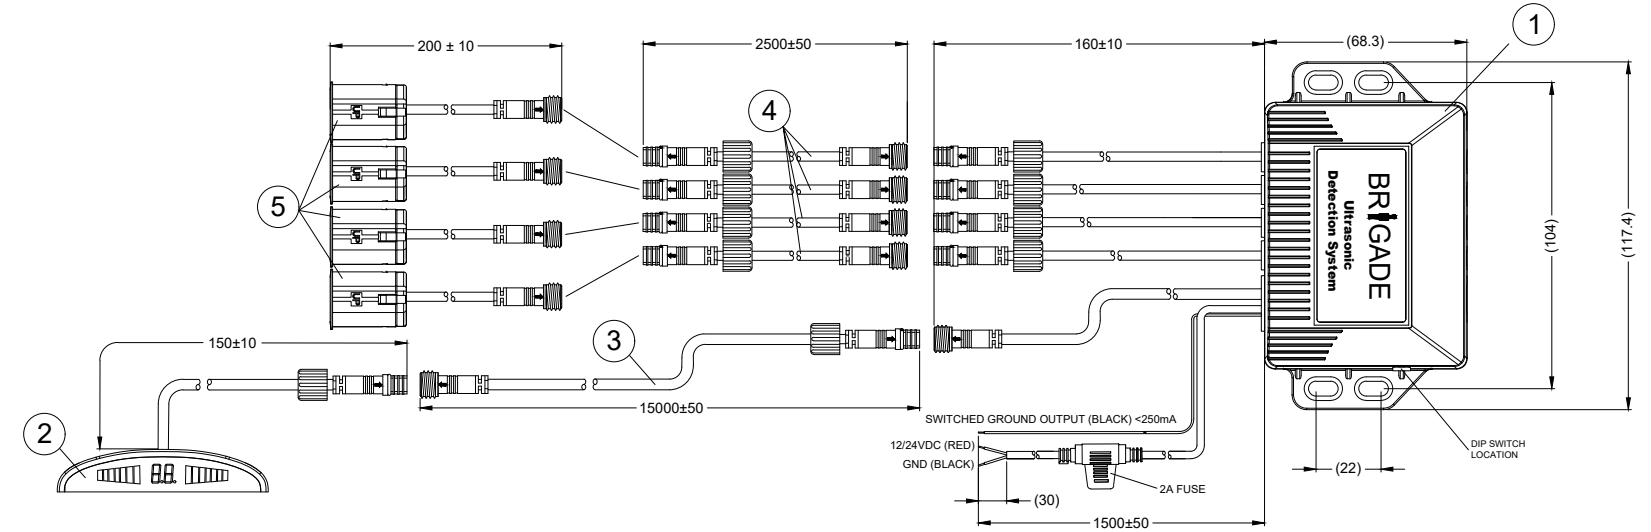 200 ± 10
2500±50
160±10
(68.3)
1
4
5
BRIGADE
Ultrasonic
Detection System
(104)
(117.4)
150±10
3
15000±50
2
SWITCHED GROUND OUTPUT (BLACK) <250mA
12/24VDC (RED)
GND (BLACK)
2A FUSE
(30)
1500±50
(22)
DIP SWITCH
LOCATION